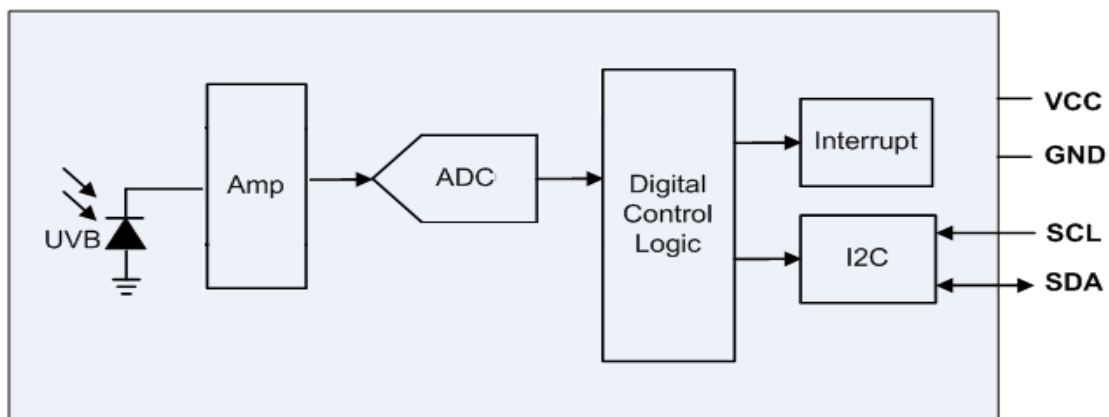 UVB
Amp
ADC
Digital
Control
Logic
Interrupt
I2C
VCC
GND
SCL
SDA